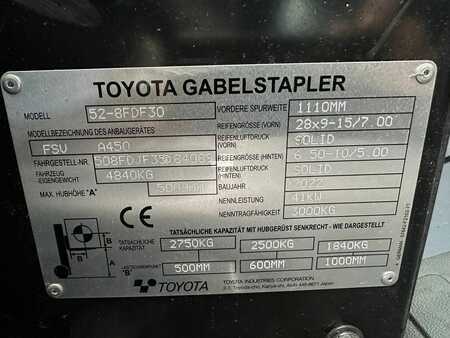 TOYOTA GABELSTAPLER
MODELL 52-8FDF30 VORDERE SPURWEITE 1110MM
MODELLBEZEICHNUNG DES ANBAUGERÄTES REIFENGRÖSSE (VORN) 28x9-15/7.00
FSV A450 REIFENLUFTDRUCK (VORN) SOLID
FAHRGESTELL-NR. REIFENGRÖSSE (HINTEN) 6.50-10/5.00
FAHRZEUG EIGENGEWICHT 4840KG REIFENLUFTDRUCK (HINTEN) SOLID
MAX. HUBHÖHE "A" BAUJAHR 2022
NENNLEISTUNG 41KW
NENNTRAGFÄHIGKEIT 3000KG
CE
TATSÄCHLICHE KAPAZITÄT MIT HUBGERÜST SENKRECHT - WIE DARGESTELLT
TATSÄCHLICHE KAPAZITÄT 2750KG 2500KG 1840KG
"B" 500MM 600MM 1000MM
TOYOTA
TOYOTA INDUSTRIES CORPORATION